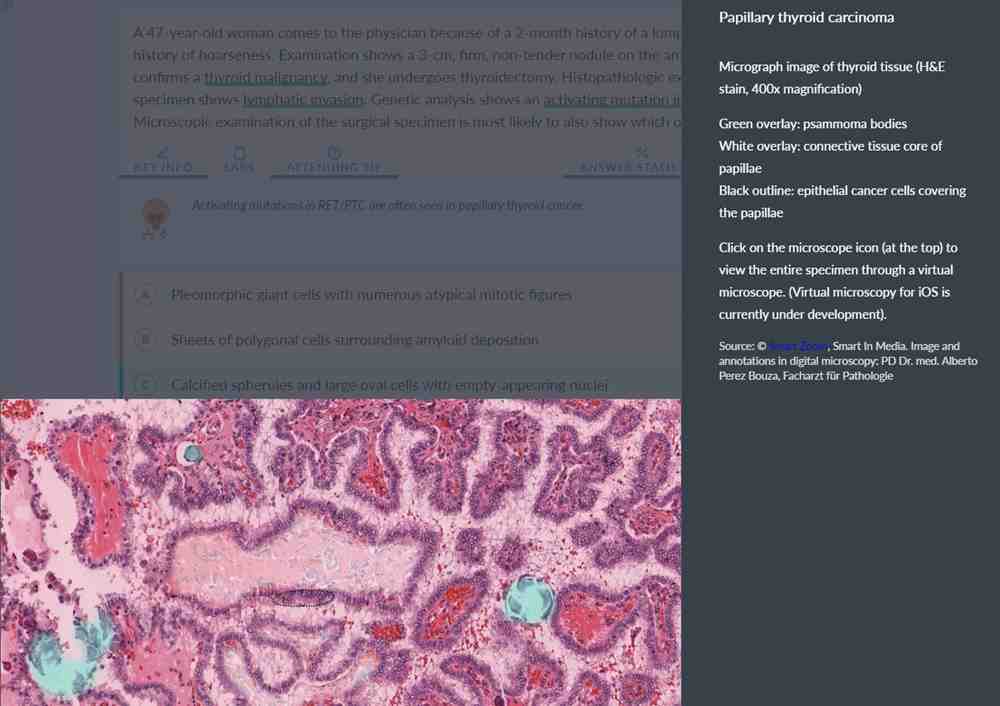 A 47-year-old woman comes to the physician because of a 2-month history of a lump
history of hoarseness. Examination shows a 3-cm, firm, non-tender nodule on the an
confirms a thyroid malignancy, and she undergoes thyroidectomy. Histopathologic ex
specimen shows lymphatic invasion. Genetic analysis shows an activating mutation in
Microscopic examination of the surgical specimen is most likely to also show which o
KEY INFO LABS ATTENDING TIP ANSWER STATIS
Activating mutations in RET/PTC are often seen in papillary thyroid cancer.
A Pleomorphic giant cells with numerous atypical mitotic figures
B Sheets of polygonal cells surrounding amyloid deposition
C Calcified spherules and large oval cells with empty-appearing nuclei
Papillary thyroid carcinoma
Micrograph image of thyroid tissue (H&E
stain, 400x magnification)
Green overlay: psammoma bodies
White overlay: connective tissue core of
papillae
Black outline: epithelial cancer cells covering
the papillae
Click on the microscope icon (at the top) to
view the entire specimen through a virtual
microscope. (Virtual microscopy for iOS is
currently under development).
Source: © Smart Zoom, Smart In Media. Image and
annotations in digital microscopy: PD Dr. med. Alberto
Perez Bouza, Facharzt für Pathologie